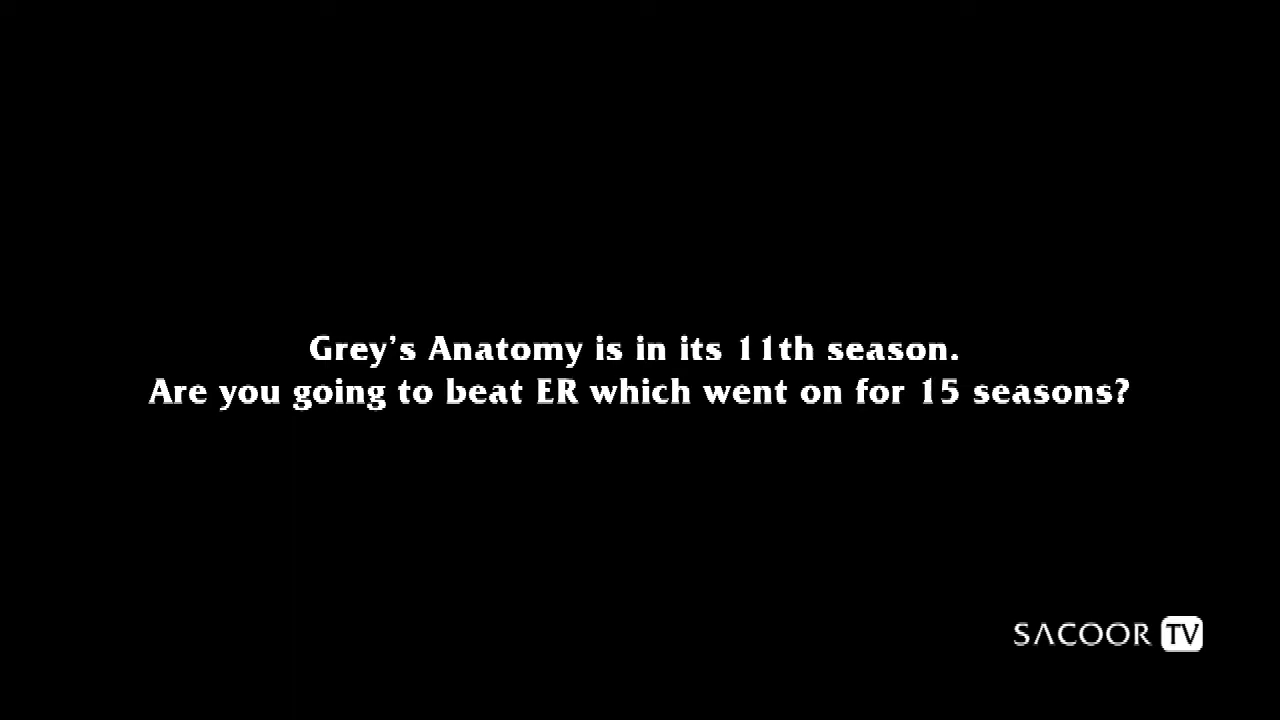 Grey's Anatomy is in its 11th season.
Are you going to beat ER which went on for 15 seasons?
SACOOR TV